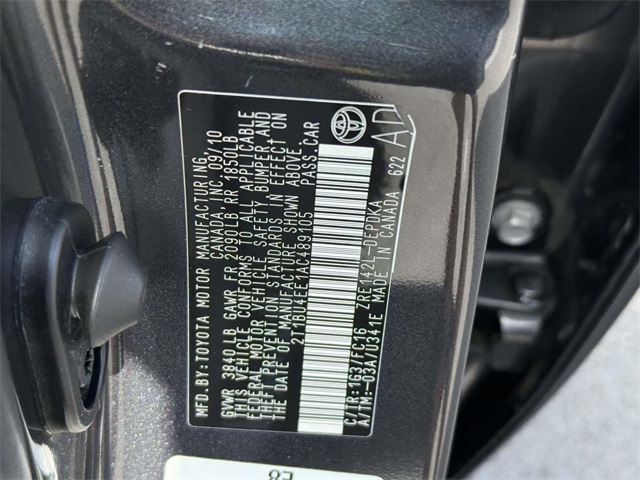 MFD.BY:TOYOTA MOTOR MANUFACTURING,
CANADA, INC. 09/10
GVWR 3840 LB GAWR FR 2090 LB RR 1850LB
THIS VEHICLE CONFORMS TO ALL APPLICABLE
FEDERAL MOTOR VEHICLE SAFETY BUMPER AND
THEFT PREVENTION STANDARDS IN EFFECT ON
THE DATE OF MANUFACTURE SHOWN ABOVE.
2T1BU4EE1AC489105 PASS.CAR
C/TR:1G3/FC16 ZRE142L-DEPDKA
A/TM:-03A/U341E MADE IN CANADA 622